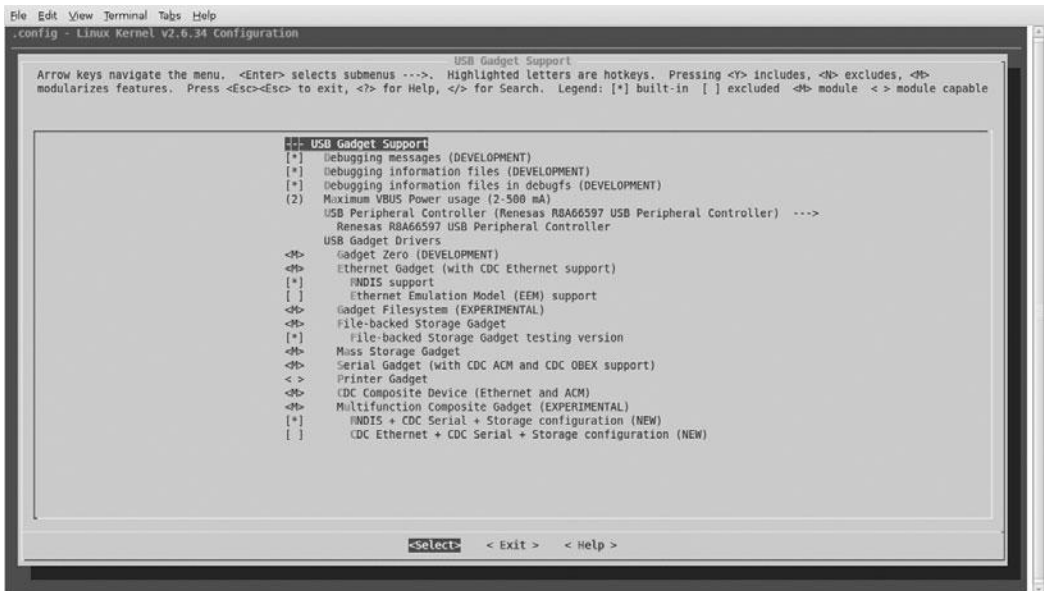 File Edit View Terminal Tabs Help
.config - Linux Kernel v2.6.34 Configuration
USB Gadget Support
Arrow keys navigate the menu. <Enter> selects submenus --->. Highlighted letters are hotkeys. Pressing <Y> includes, <N> excludes, <M>
modularizes features. Press <Esc><Esc> to exit, <?> for Help, </> for Search. Legend: [*] built-in [ ] excluded <M> module < > module capable
--- USB Gadget Support
[*] Debugging messages (DEVELOPMENT)
[*] Debugging information files (DEVELOPMENT)
[*] Debugging information files in debugfs (DEVELOPMENT)
(2) Maximum VBUS Power usage (2-500 mA)
USB Peripheral Controller (Renesas R8A66597 USB Peripheral Controller) --->
Renesas R8A66597 USB Peripheral Controller
USB Gadget Drivers
<M> Gadget Zero (DEVELOPMENT)
<M> Ethernet Gadget (with CDC Ethernet support)
[*] RNDIS support
[ ] Ethernet Emulation Model (EEM) support
<M> Gadget Filesystem (EXPERIMENTAL)
<M> File-backed Storage Gadget
[*] File-backed Storage Gadget testing version
<M> Mass Storage Gadget
<M> Serial Gadget (with CDC ACM and CDC OBEX support)
< > Printer Gadget
<M> CDC Composite Device (Ethernet and ACM)
<M> Multifunction Composite Gadget (EXPERIMENTAL)
[*] RNDIS + CDC Serial + Storage configuration (NEW)
[ ] CDC Ethernet + CDC Serial + Storage configuration (NEW)
<Select> < Exit > < Help >